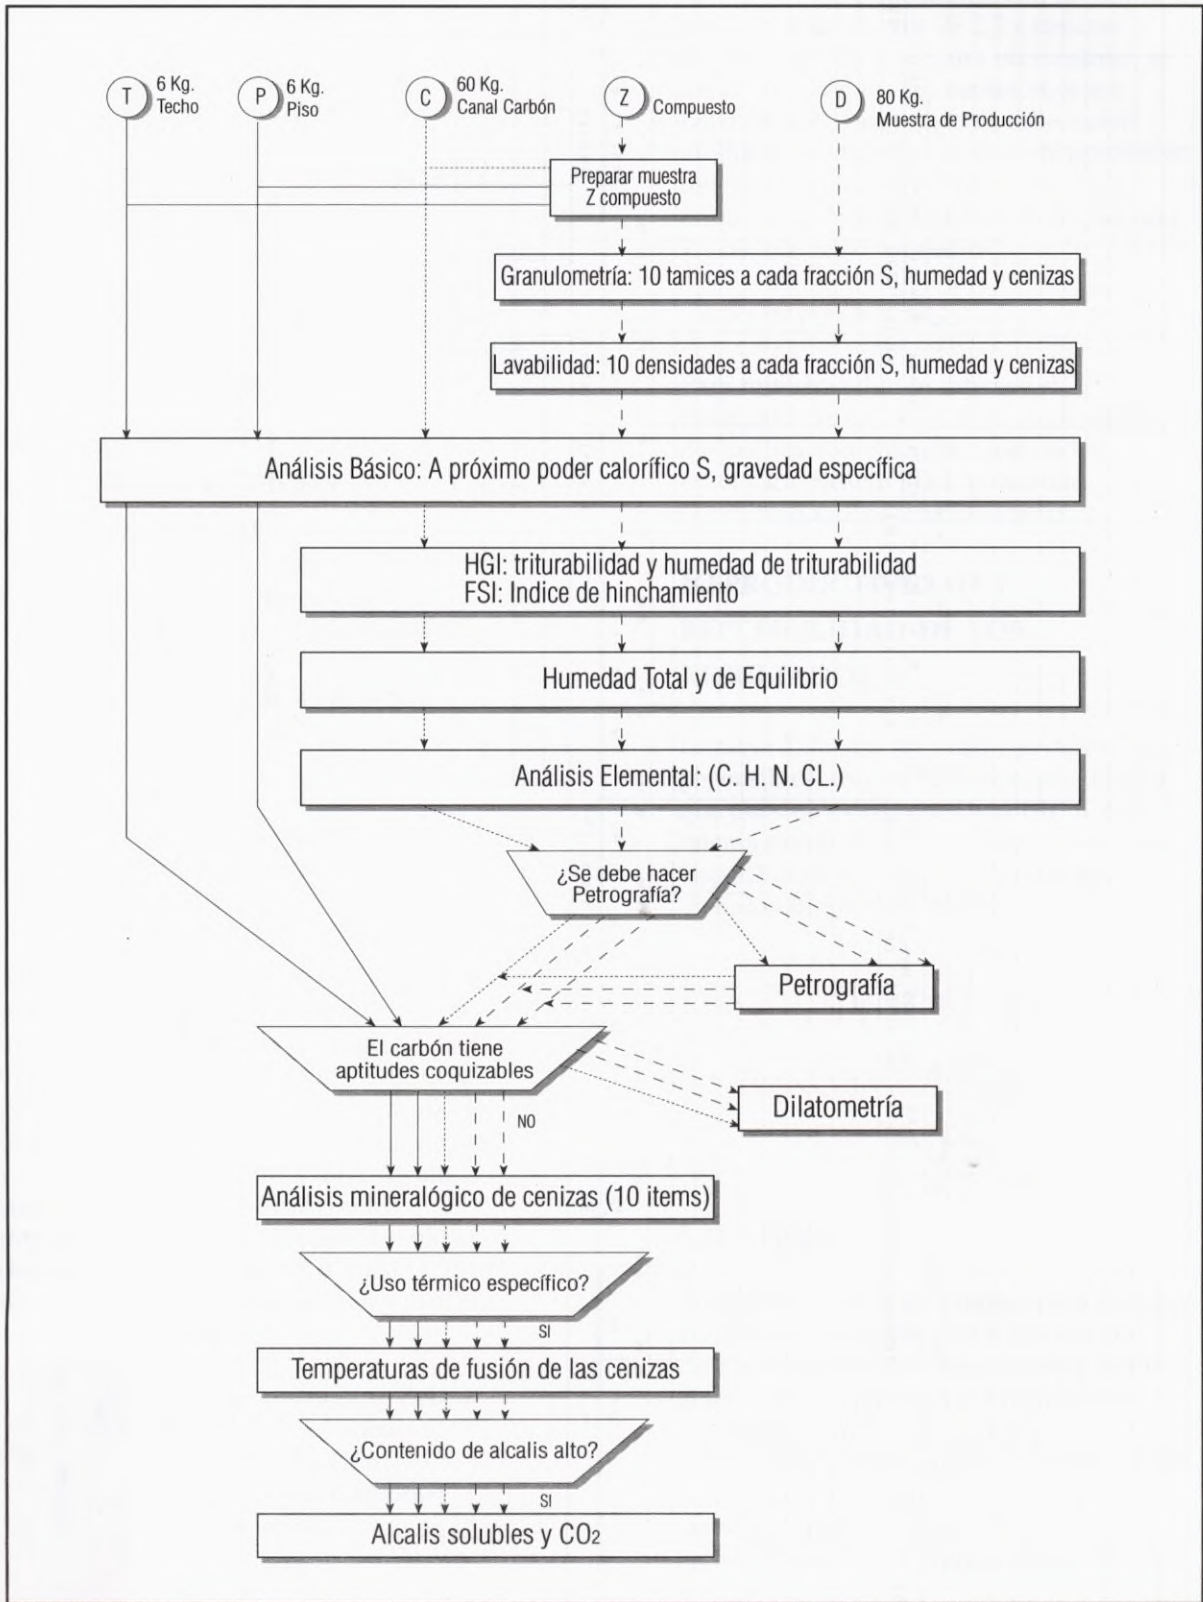 T
6 Kg.
Techo
P
6 Kg.
Piso
C
60 Kg.
Canal Carbón
Z
Compuesto
D
80 Kg.
Muestra de Producción
Preparar muestra
Z compuesto
Granulometría: 10 tamices a cada fracción S, humedad y cenizas
Lavabilidad: 10 densidades a cada fracción S, humedad y cenizas
Análisis Básico: A próximo poder calorífico S, gravedad específica
HGI: triturabilidad y humedad de triturabilidad
FSI: Indice de hinchamiento
Humedad Total y de Equilibrio
Análisis Elemental: (C. H. N. CL.)
¿Se debe hacer
Petrografía?
Petrografía
El carbón tiene
aptitudes coquizables
Dilatometría
NO
Análisis mineralógico de cenizas (10 items)
¿Uso térmico específico?
SI
Temperaturas de fusión de las cenizas
¿Contenido de alcalis alto?
SI
Alcalis solubles y CO2